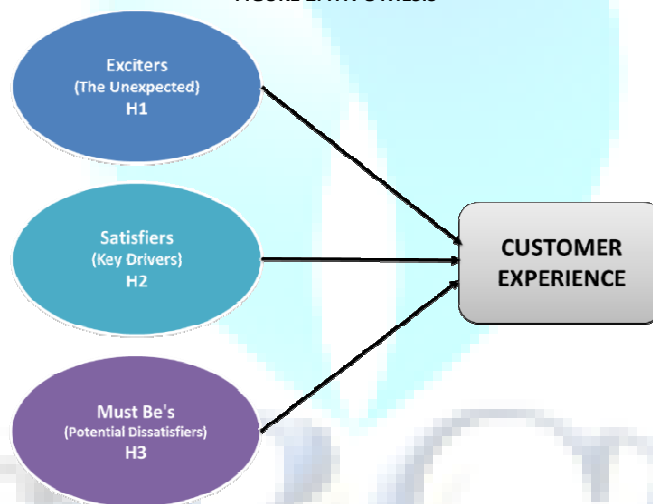 Exciters
(The Unexpected)
H1
Satisfiers
(Key Drivers)
H2
CUSTOMER
EXPERIENCE
Must Be's
(Potential Dissatisfiers)
H3